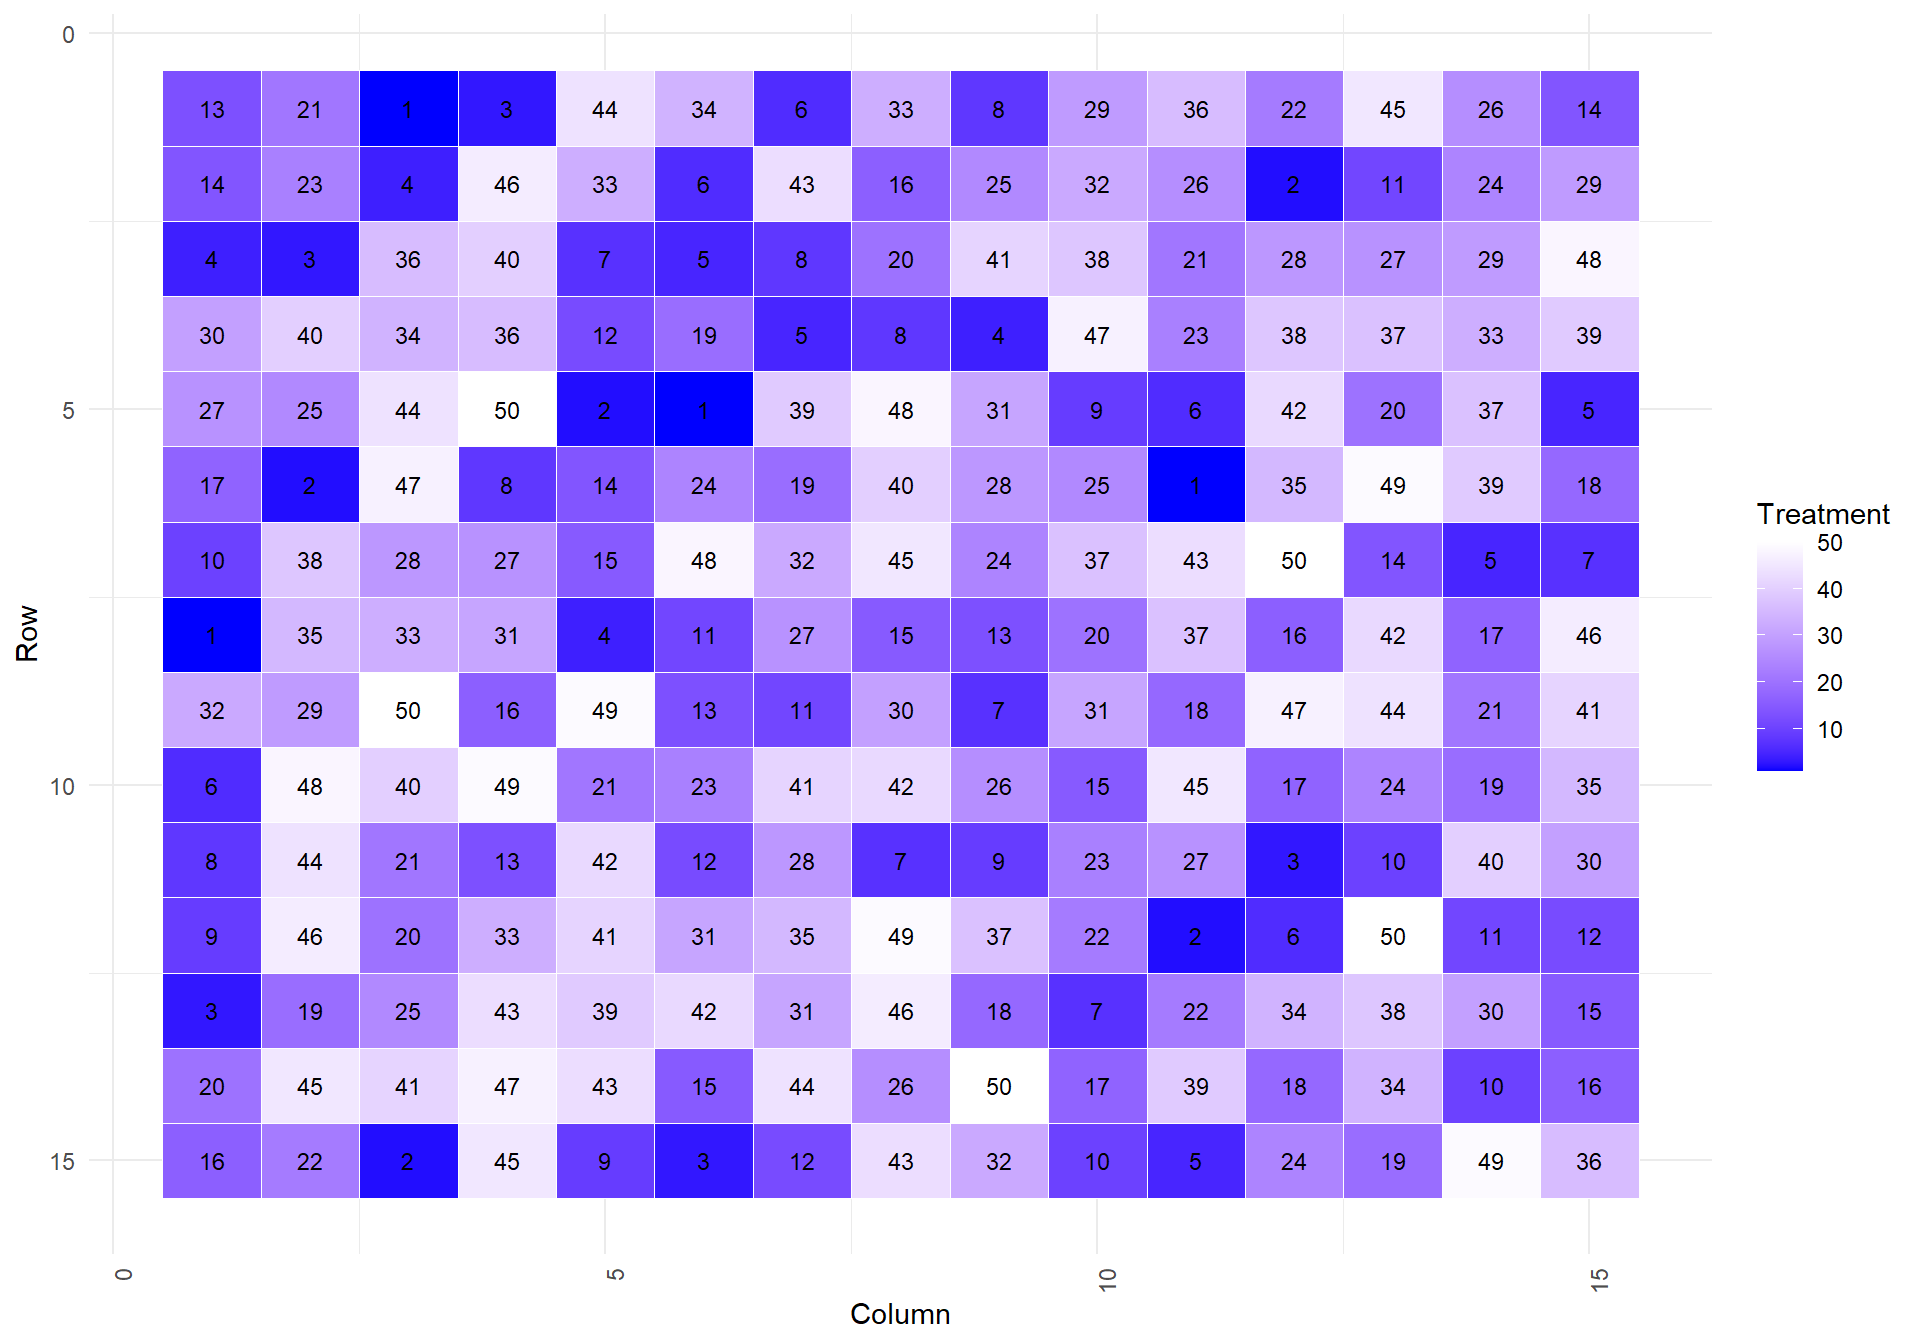 0
13 21 1 3 44 34 6 33 8 29 36 22 45 26 14
14 23 4 46 33 6 43 16 25 32 26 2 11 24 29
4 3 36 40 7 5 8 20 41 38 21 28 27 29 48
30 40 34 36 12 19 5 8 4 47 23 38 37 33 39
5 27 25 44 50 2 1 39 48 31 9 6 42 20 37 5
17 2 47 8 14 24 19 40 28 25 1 35 49 39 18
10 38 28 27 15 48 32 45 24 37 43 50 14 5 7
1 35 33 31 4 11 27 15 13 20 37 16 42 17 46
32 29 50 16 49 13 11 30 7 31 18 47 44 21 41
10 6 48 40 49 21 23 41 42 26 15 45 17 24 19 35
8 44 21 13 42 12 28 7 9 23 27 3 10 40 30
9 46 20 33 41 31 35 49 37 22 2 6 50 11 12
3 19 25 43 39 42 31 46 18 7 22 34 38 30 15
20 45 41 47 43 15 44 26 50 17 39 18 34 10 16
15 16 22 2 45 9 3 12 43 32 10 5 24 19 49 36
0 5 10 15
Column
Row
Treatment
50
40
30
20
10